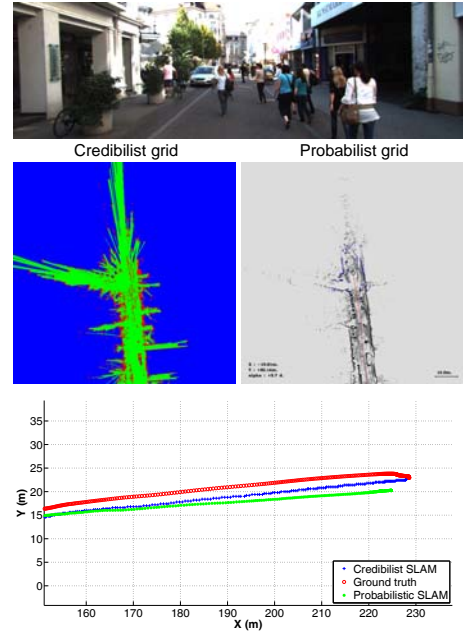 Credibilist grid
Probabilist grid
35
30
25
20
15
10
5
0
Y (m)
160
170
180
190
200
210
220
230
X (m)
Credibilist SLAM
Ground truth
Probabilistic SLAM